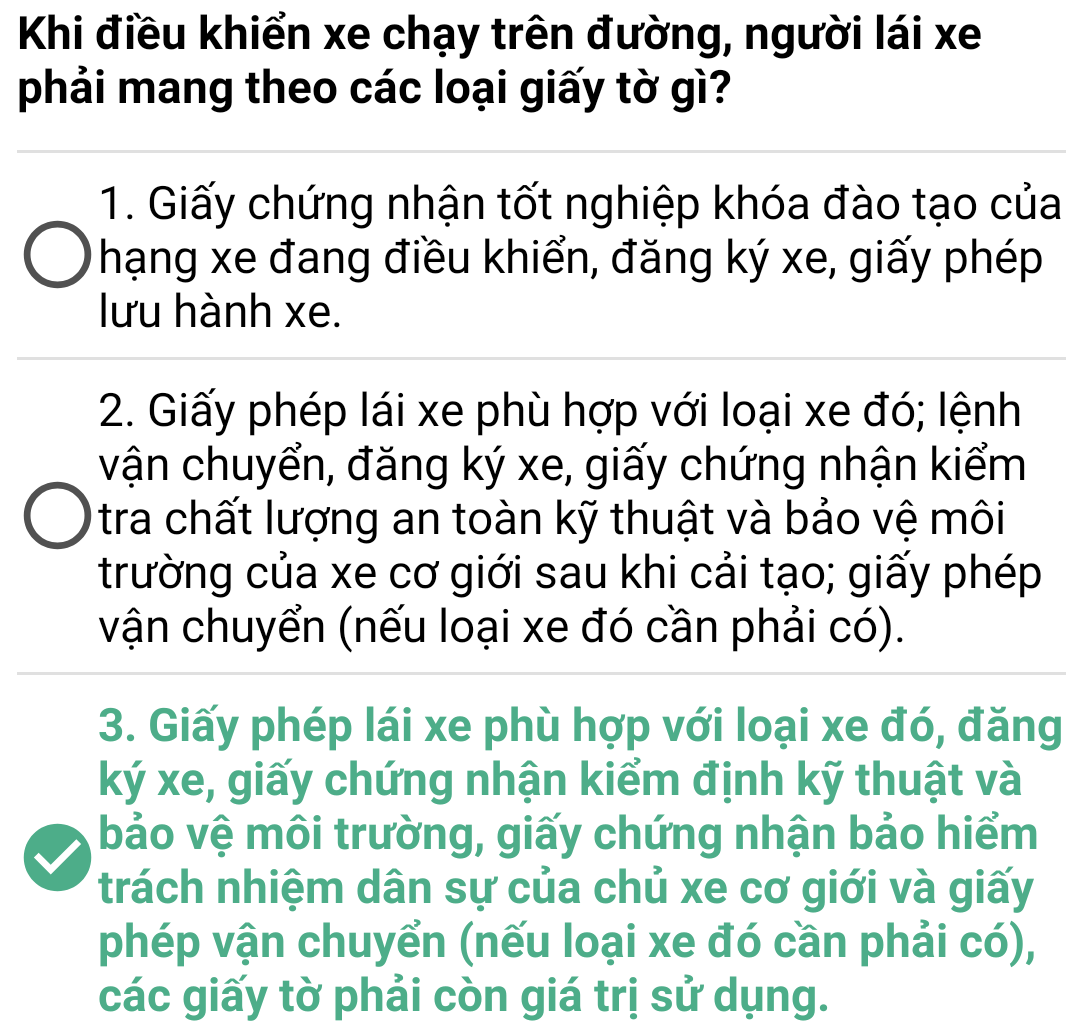 Khi điều khiển xe chạy trên đường, người lái xe
phải mang theo các loại giấy tờ gì?
1. Giấy chứng nhận tốt nghiệp khóa đào tạo của
hạng xe đang điều khiển, đăng ký xe, giấy phép
lưu hành xe.
2. Giấy phép lái xe phù hợp với loại xe đó; lệnh
vận chuyển, đăng ký xe, giấy chứng nhận kiểm
tra chất lượng an toàn kỹ thuật và bảo vệ môi
trường của xe cơ giới sau khi cải tạo; giấy phép
vận chuyển (nếu loại xe đó cần phải có).
3. Giấy phép lái xe phù hợp với loại xe đó, đăng
ký xe, giấy chứng nhận kiểm định kỹ thuật và
bảo vệ môi trường, giấy chứng nhận bảo hiểm
trách nhiệm dân sự của chủ xe cơ giới và giấy
phép vận chuyển (nếu loại xe đó cần phải có),
các giấy tờ phải còn giá trị sử dụng.